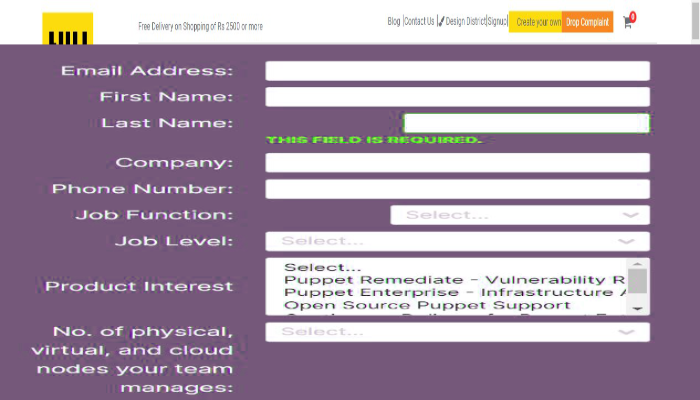 Free Delivery on Shopping of Rs 2500 or more
Blog |Contact Us | Design District|Signup| Create your own Drop Complaint 0
Email Address:
First Name:
Last Name:
THIS FIELD IS REQUIRED.
Company:
Phone Number:
Job Function: Select...
Job Level: Select...
Product Interest
Select...
Puppet Remediate - Vulnerability R
Puppet Enterprise - Infrastructure
Open Source Puppet Support
No. of physical, Select...
virtual, and cloud
nodes your team
manages: